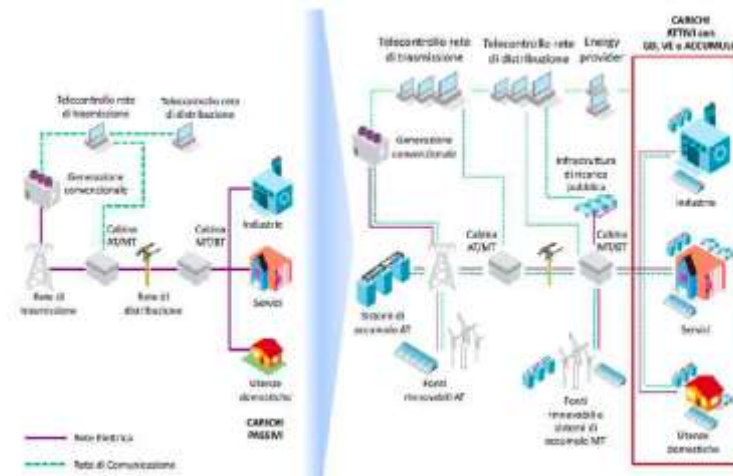 Telecontrollo rete
di trasmissione
Telecontrollo rete
di distribuzione
Generazione
convenzionale
Cabina
AT/MT
Cabina
MT/BT
Industrie
Rete di
trasmissione
Rete di
distribuzione
Servizi
Utenze
domestiche
CARICHI
PASSIVI
Rete Elettrica
Rete di Comunicazione
Telecontrollo rete
di trasmissione
Telecontrollo rete
di distribuzione
Energy
provider
CARICHI
ATTIVI con
GD, VE e ACCUMULI
Generazione
convenzionale
Infrastruttura
di ricarica
pubblica
Cabina
AT/MT
Cabina
MT/BT
Industrie
Sistemi di
accumulo AT
Servizi
Fonti
rinnovabili AT
Fonti
rinnovabili e
sistemi di
accumulo MT
Utenze
domestiche